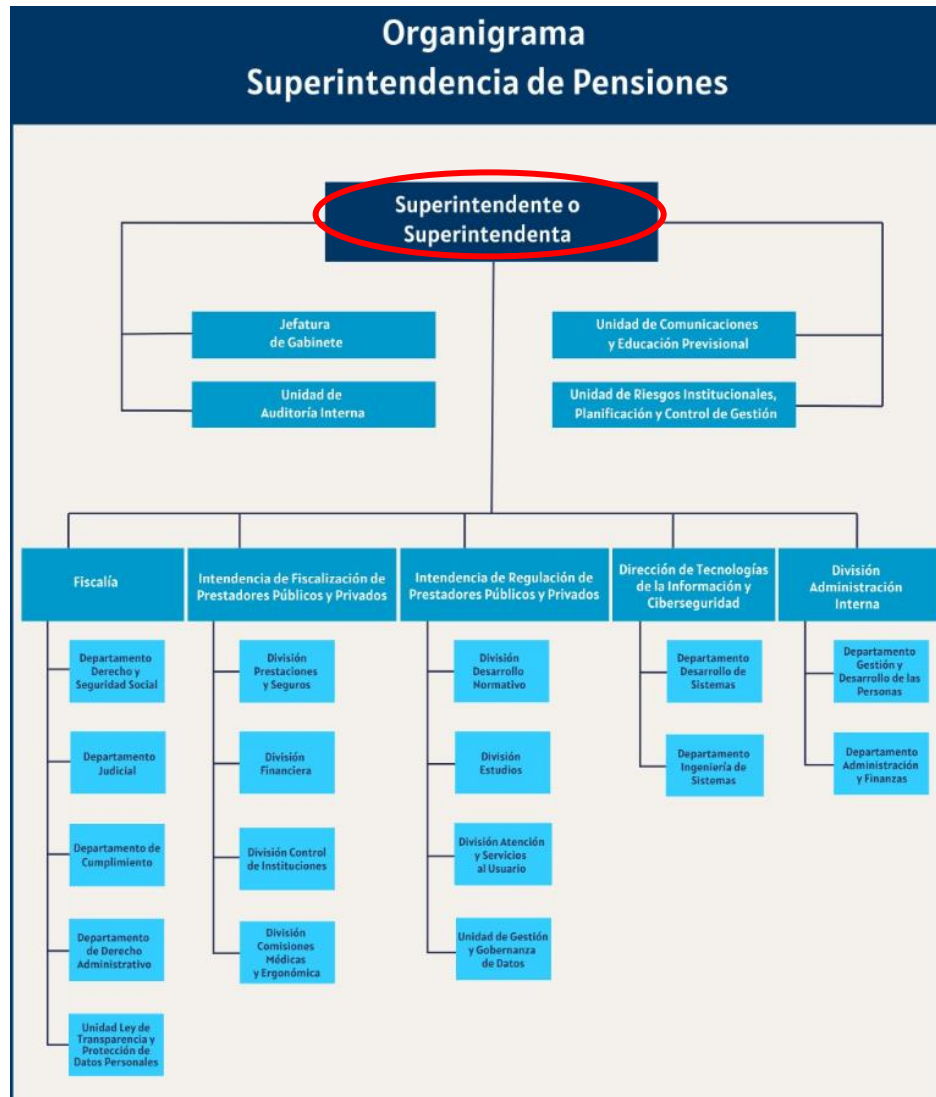 Organigrama
Superintendencia de Pensiones
Superintendente o
Superintendenta
Jefatura
de Gabinete
Unidad de Comunicaciones
y Educación Previsional
Unidad de
Auditoría Interna
Unidad de Riesgos Institucionales,
Planificación y Control de Gestión
Fiscalía
Intendencia de Fiscalización de
Prestadores Públicos y Privados
Intendencia de Regulación de
Prestadores Públicos y Privados
Dirección de Tecnologías
de la Información y
Ciberseguridad
División
Administración
Interna
Departamento
Derecho y
Seguridad Social
División
Prestaciones
y Seguros
División
Desarrollo
Normativo
Departamento
Desarrollo de
Sistemas
Departamento
Gestión y
Desarrollo de las
Personas
Departamento
Judicial
División
Financiera
División
Estudios
Departamento
Ingeniería de
Sistemas
Departamento
Administración
y Finanzas
Departamento de
Cumplimiento
División Control
de Instituciones
División Atención
y Servicios
al Usuario
Departamento
de Derecho
Administrativo
División
Comisiones
Médicas
y Ergonómica
Unidad de Gestión
y Gobernanza
de Datos
Unidad Ley de
Transparencia y
Protección de
Datos Personales